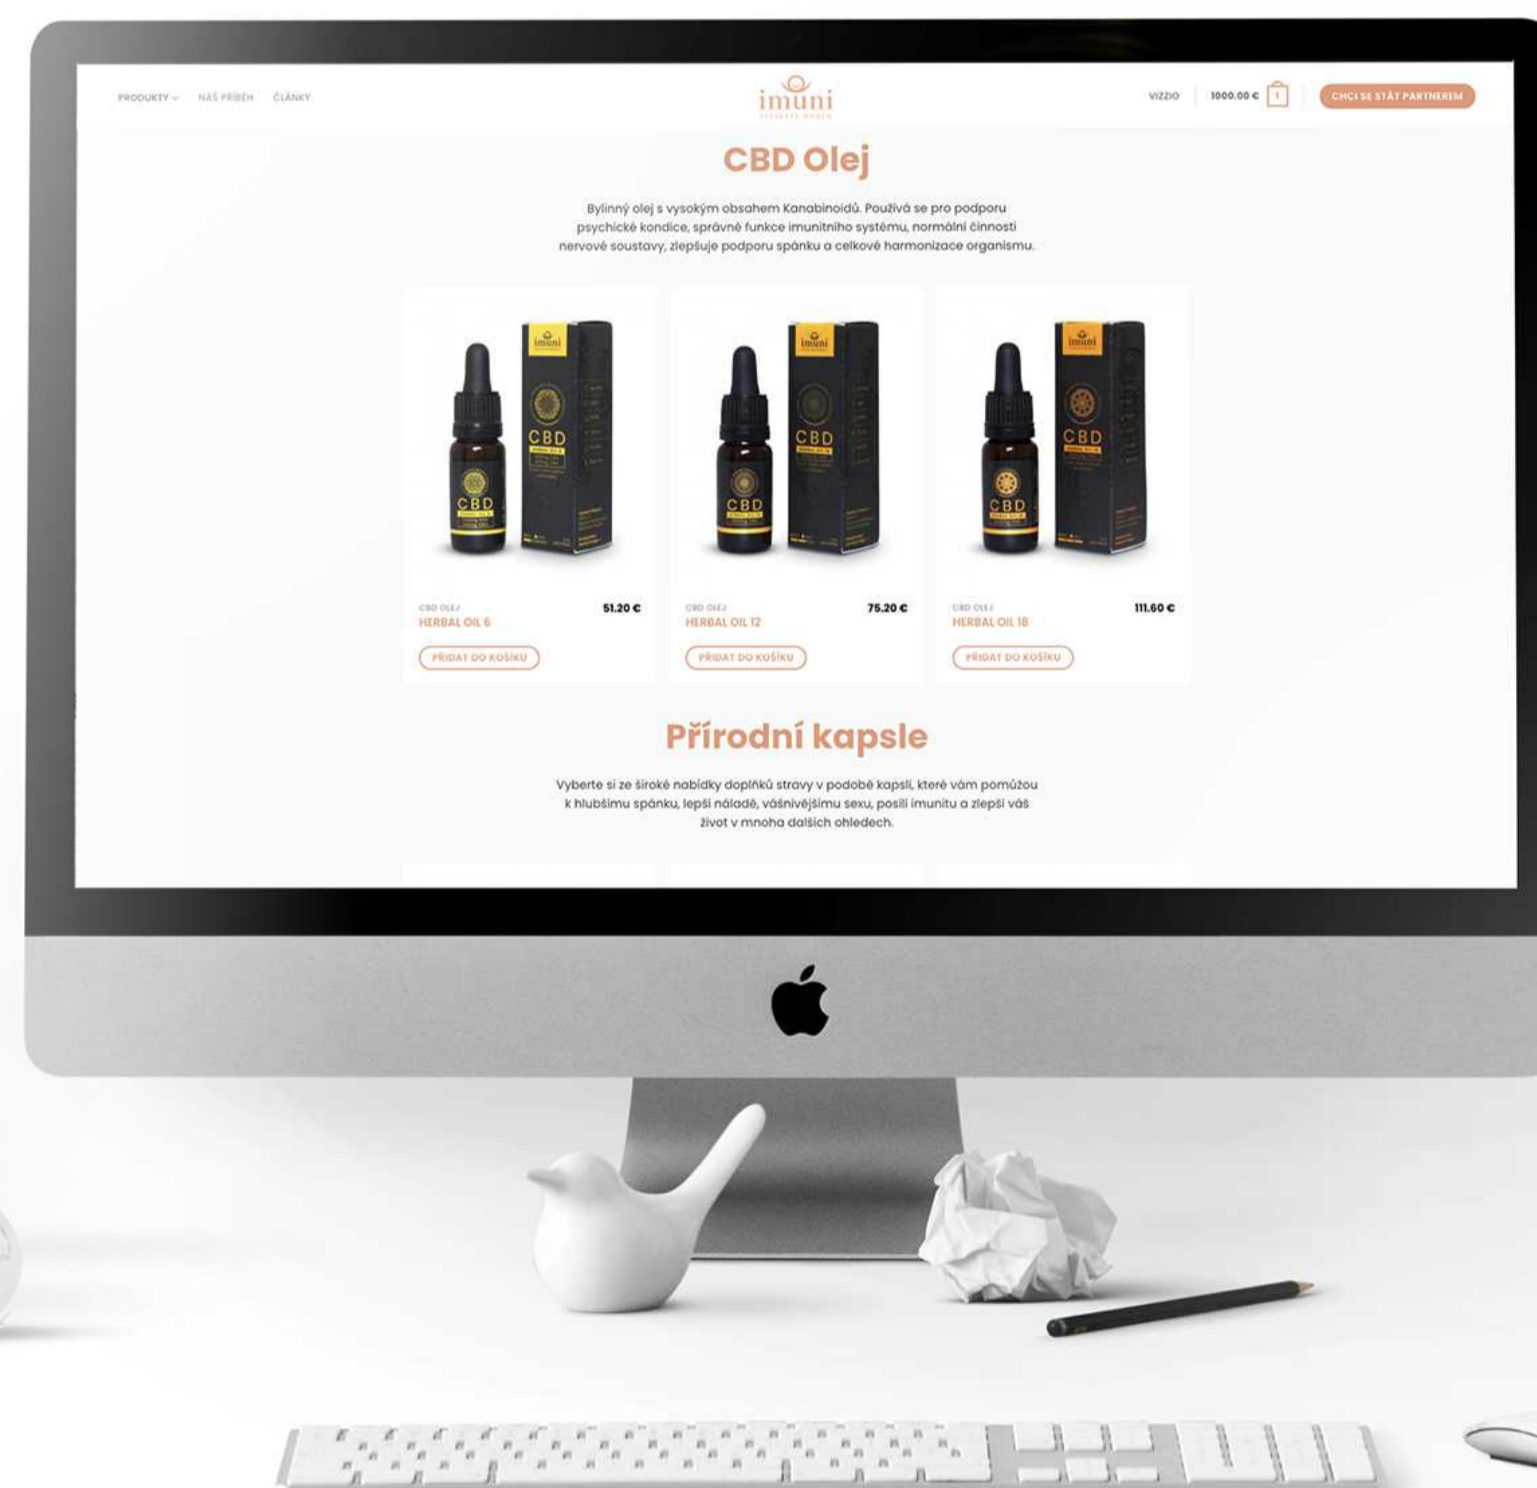 PRODUKTY
NÁŠ PŘÍBĚH
ČLÁNKY
imuni
VIZZIO
1000.00 €
1
CHCI SE STÁT PARTNEREM
CBD Olej
Bylinný olej s vysokým obsahem Kanabinoidů. Používá se pro podporu
psychické kondice, správné funkce imunitního systému, normální činnosti
nervové soustavy, zlepšuje podporu spánku a celkové harmonizace organismu.
imuni
CBD
CBD
imuni
CBD
CBD
imuni
CBD
CBD
CBD OLEJ
51.20 €
HERBAL OIL 6
PŘIDAT DO KOŠÍKU
CBD OLEJ
75.20 €
HERBAL OIL 12
PŘIDAT DO KOŠÍKU
CBD OLEJ
111.60 €
HERBAL OIL 18
PŘIDAT DO KOŠÍKU
Přírodní kapsle
Vyberte si ze široké nabídky doplňků stravy v podobě kapslí, které vám pomůžou
k hlubšímu spánku, lepší náladě, vášnivějšímu sexu, posílí imunitu a zlepší váš
život v mnoha dalších ohledech.